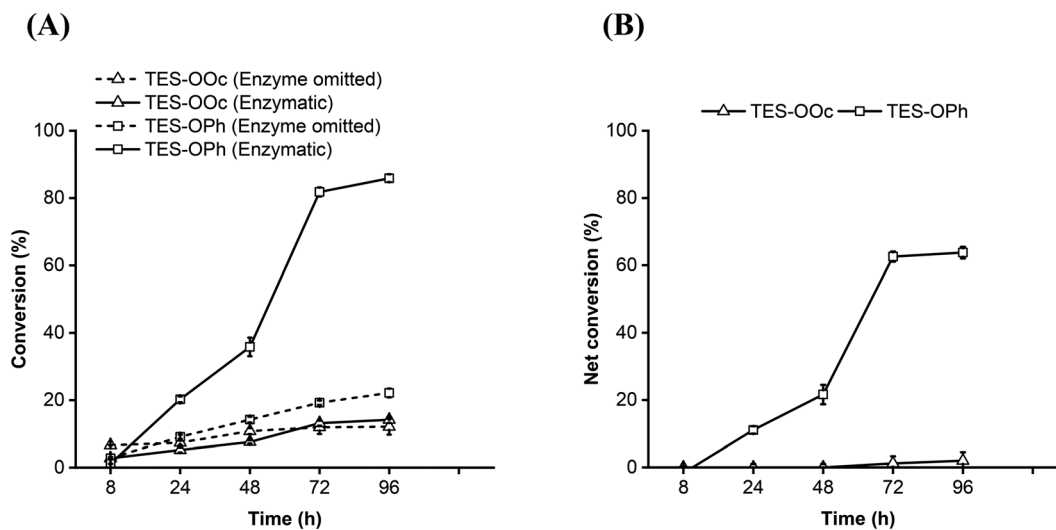 (A)
TES-OOc (Enzyme omitted)
TES-OOc (Enzymatic)
TES-OPh (Enzyme omitted)
TES-OPh (Enzymatic)
100
80
60
40
20
0
Conversion (%)
8 24 48 72 96
Time (h)
(B)
TES-OOc TES-OPh
100
80
60
40
20
0
Net conversion (%)
8 24 48 72 96
Time (h)